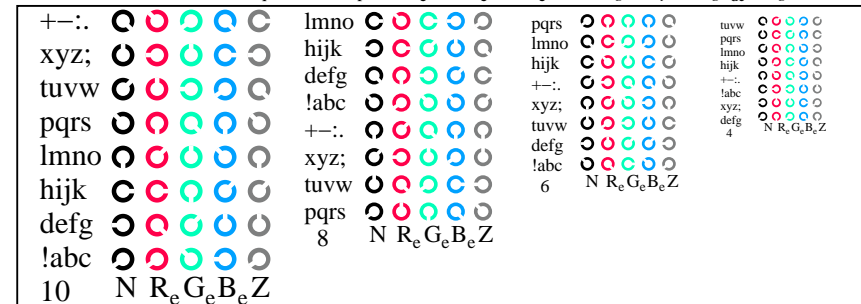 +−:.
xyz;
tuvw
pqrs
lmno
hijk
defg
!abc
10 N Re Ge Be Z
lmno
hijk
defg
!abc
+−:.
xyz;
tuvw
pqrs
8 N Re Ge Be Z
pqrs
lmno
hijk
+−:.
xyz;
tuvw
defg
!abc
6 N Re Ge Be Z
tuvw
pqrs
lmno
hijk
+−:.
!abc
xyz;
defg
4 N Re Ge Be Z